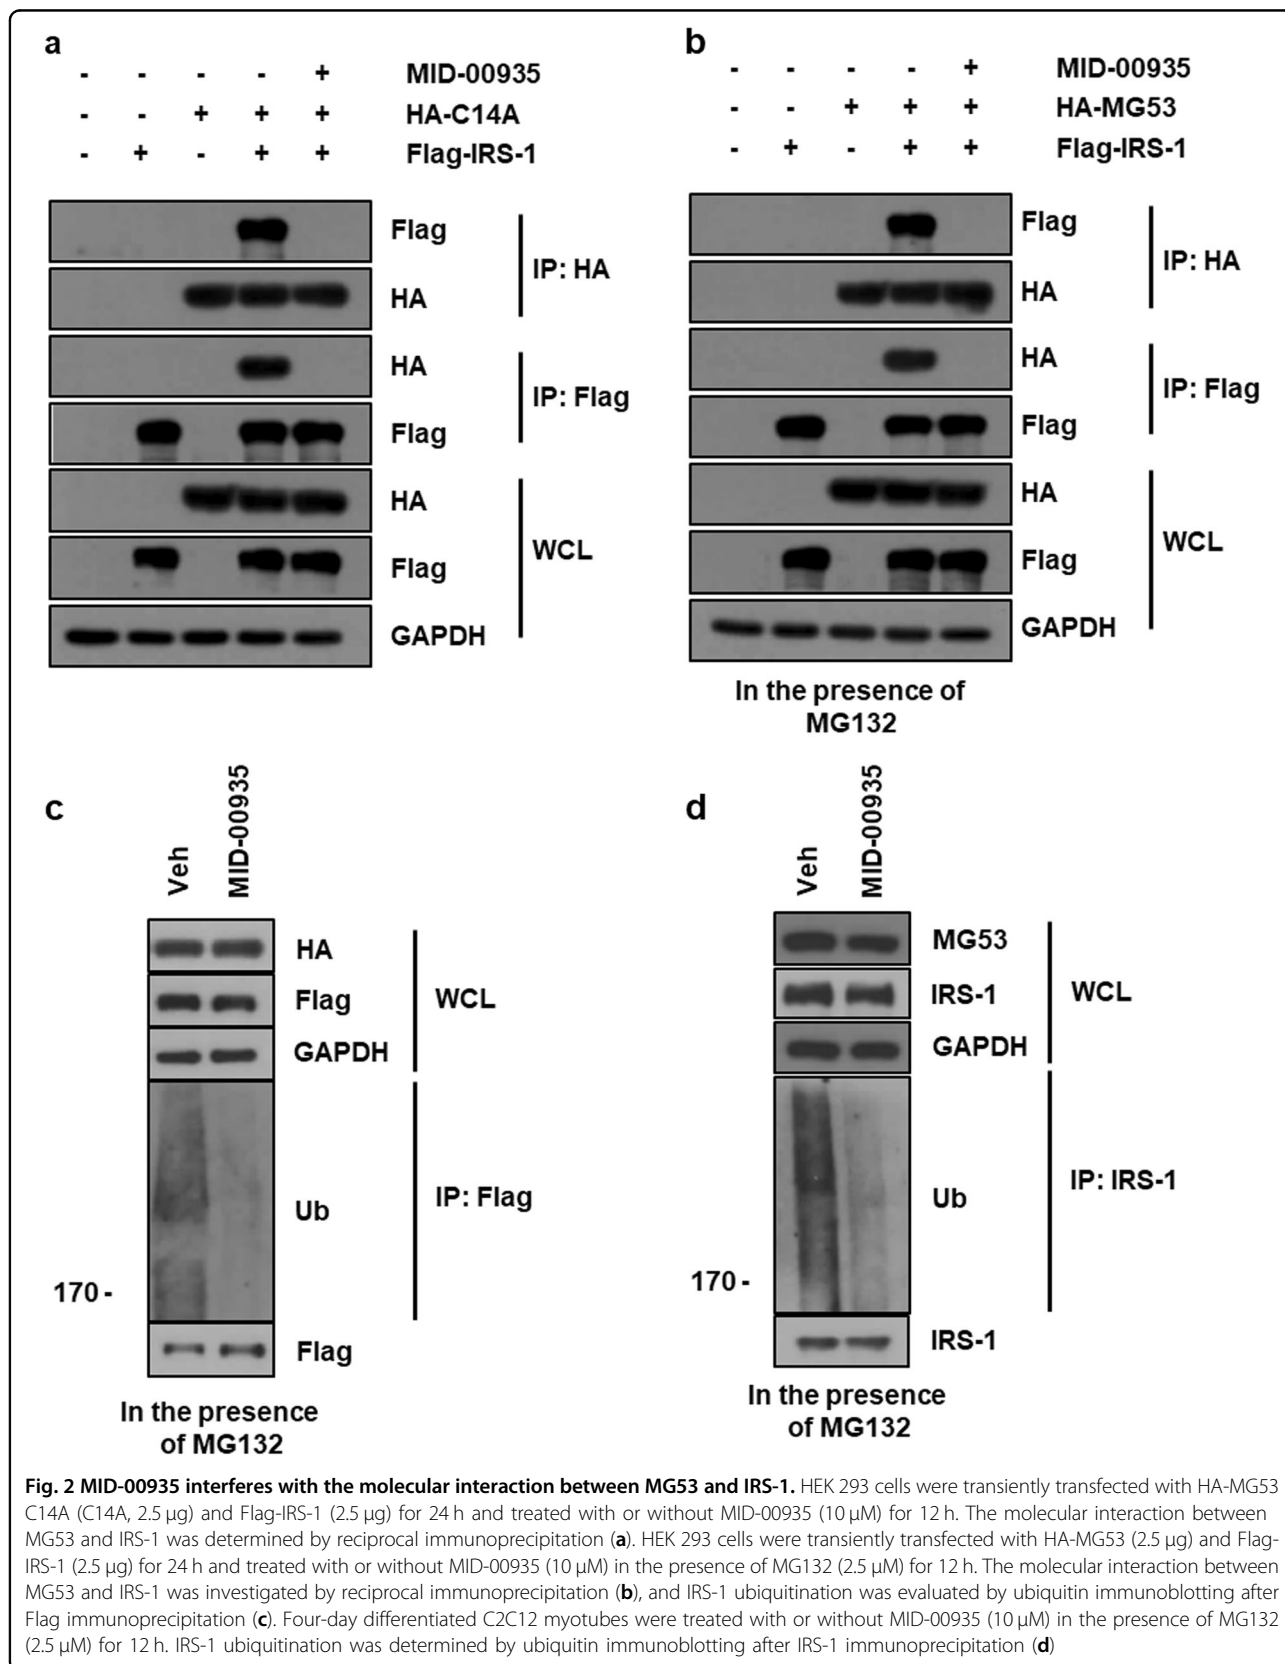 a
- - - - + MID-00935
- - + + + HA-C14A
- + - + + Flag-IRS-1
Flag
HA
IP: HA
HA
Flag
IP: Flag
HA
Flag
GAPDH
WCL
b
- - - - + MID-00935
- - + + + HA-MG53
- + - + + Flag-IRS-1
Flag
HA
IP: HA
HA
Flag
IP: Flag
HA
Flag
GAPDH
WCL
In the presence of
MG132
c
Veh
MID-00935
HA
Flag
GAPDH
WCL
Ub
170 -
Flag
IP: Flag
In the presence
of MG132
d
Veh
MID-00935
MG53
IRS-1
GAPDH
WCL
Ub
170 -
IRS-1
IP: IRS-1
In the presence
of MG132
Fig. 2 MID-00935 interferes with the molecular interaction between MG53 and IRS-1. HEK 293 cells were transiently transfected with HA-MG53
C14A (C14A, 2.5 µg) and Flag-IRS-1 (2.5 µg) for 24 h and treated with or without MID-00935 (10 µM) for 12 h. The molecular interaction between
MG53 and IRS-1 was determined by reciprocal immunoprecipitation (a). HEK 293 cells were transiently transfected with HA-MG53 (2.5 µg) and Flag-
IRS-1 (2.5 µg) for 24 h and treated with or without MID-00935 (10 µM) in the presence of MG132 (2.5 µM) for 12 h. The molecular interaction between
MG53 and IRS-1 was investigated by reciprocal immunoprecipitation (b), and IRS-1 ubiquitination was evaluated by ubiquitin immunoblotting after
Flag immunoprecipitation (c). Four-day differentiated C2C12 myotubes were treated with or without MID-00935 (10 µM) in the presence of MG132
(2.5 µM) for 12 h. IRS-1 ubiquitination was determined by ubiquitin immunoblotting after IRS-1 immunoprecipitation (d)